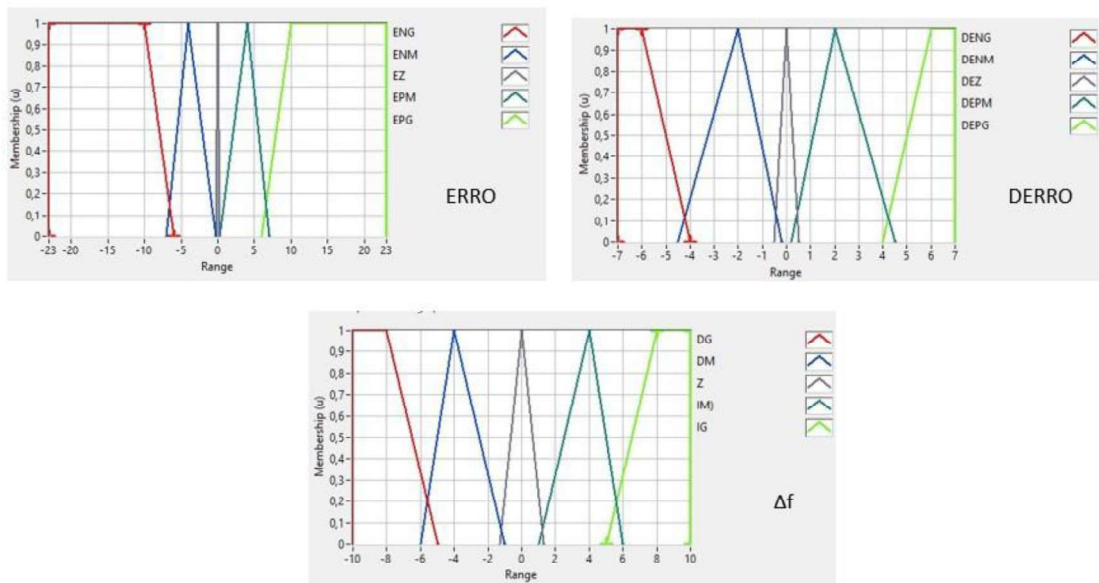 1
0,9
0,8
0,7
0,6
0,5
0,4
0,3
0,2
0,1
0
Membership (u)
-23 -20 -15 -10 -5 0 5 10 15 20 23
Range
ENG
ENM
EZ
EPM
EPG
ERRO
1
0,9
0,8
0,7
0,6
0,5
0,4
0,3
0,2
0,1
0
Membership (u)
-7 -6 -5 -4 -3 -2 -1 0 1 2 3 4 5 6 7
Range
DENG
DENM
DEZ
DEPM
DEPG
DERRO
1
0,9
0,8
0,7
0,6
0,5
0,4
0,3
0,2
0,1
0
Membership (u)
-10 -8 -6 -4 -2 0 2 4 6 8 10
Range
DG
DM
Z
IM)
IG
Δf